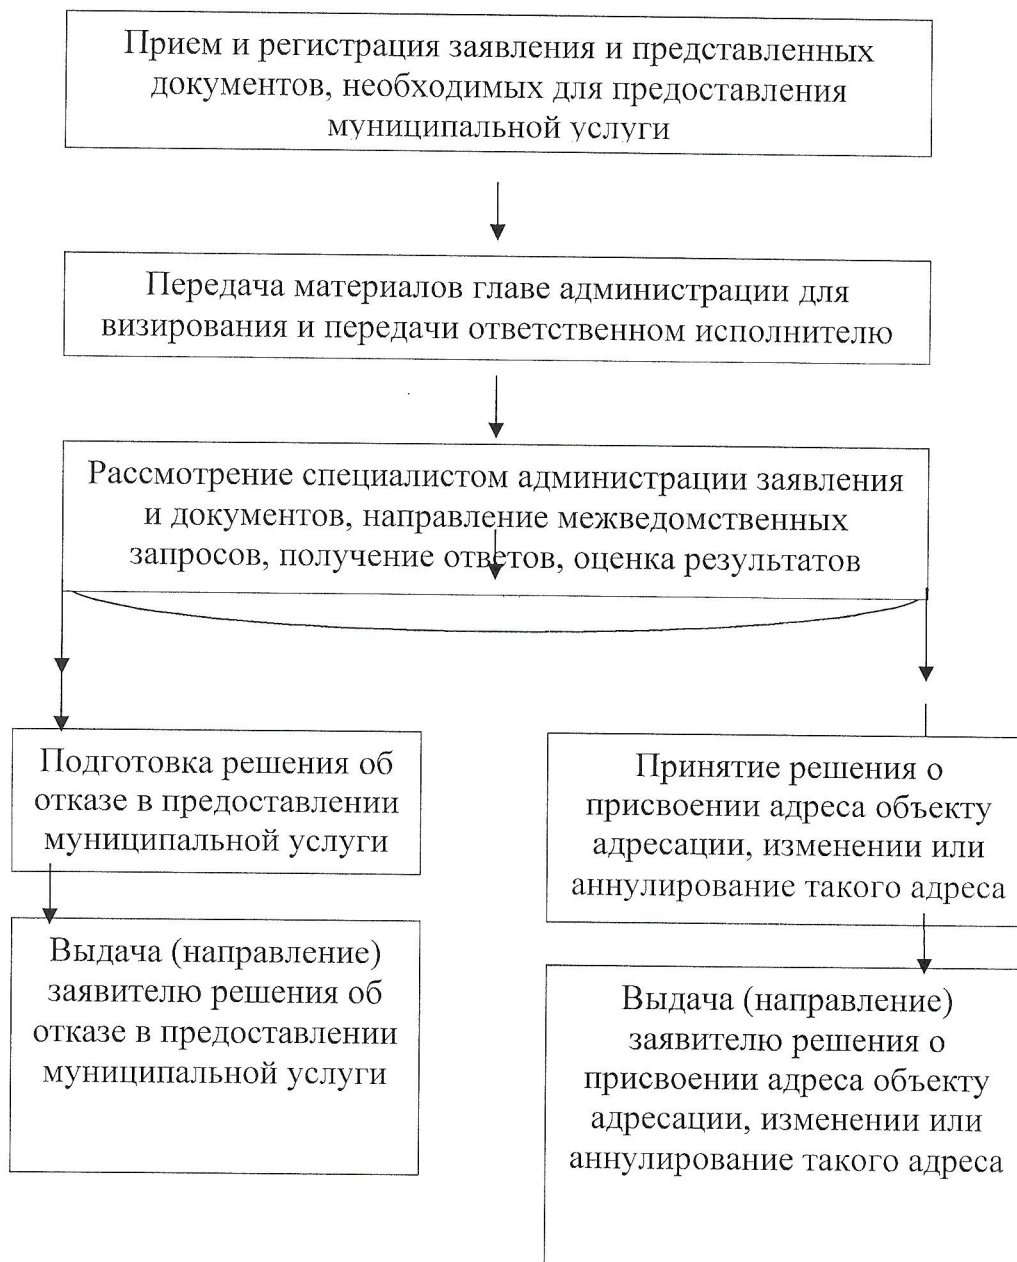 Прием и регистрация заявления и представленных
документов, необходимых для предоставления
муниципальной услуги
Передача материалов главе администрации для
визирования и передачи ответственном исполнителю
Рассмотрение специалистом администрации заявления
и документов, направление межведомственных
запросов, получение ответов, оценка результатов
Подготовка решения об
отказе в предоставлении
муниципальной услуги
Выдача (направление)
заявителю решения об
отказе в предоставлении
муниципальной услуги
Принятие решения о
присвоении адреса объекту
адресации, изменении или
аннулирование такого адреса
Выдача (направление)
заявителю решения о
присвоении адреса объекту
адресации, изменении или
аннулирование такого адреса